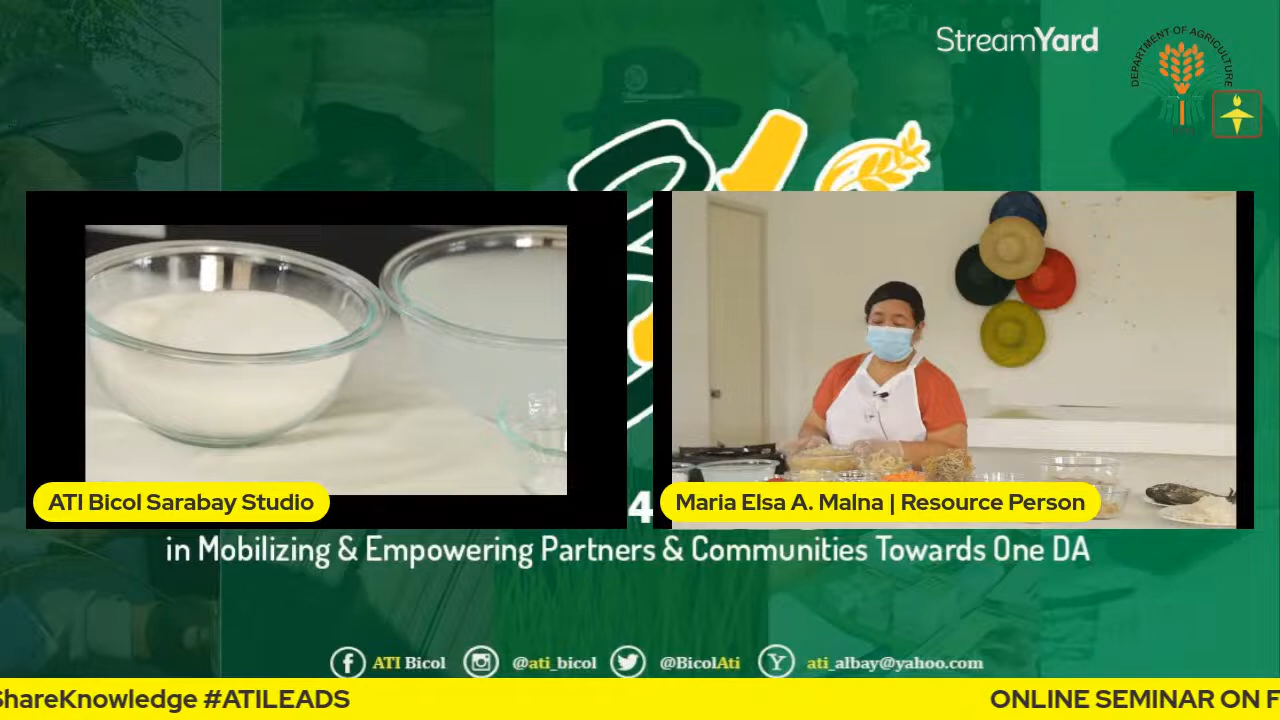 StreamYard
DEPARTMENT OF AGRICULTURE
ATI Bicol Sarabay Studio
Maria Elsa A. Malna | Resource Person
4
in Mobilizing & Empowering Partners & Communities Towards One DA
ATI Bicol @ati_bicol @BicolAti ati_albay@yahoo.com
ShareKnowledge #ATILEADS ONLINE SEMINAR ON F